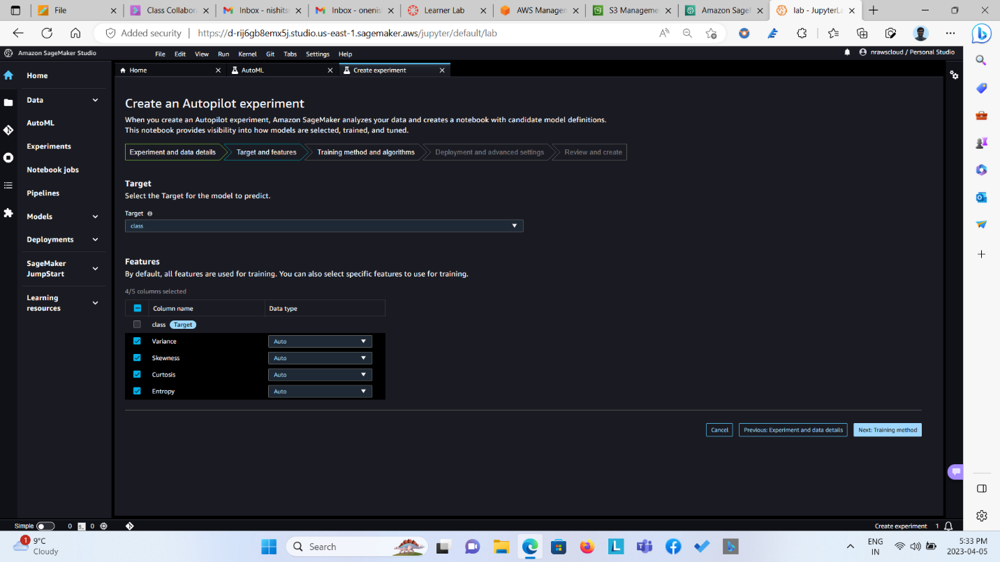 File
Class Collabora
Inbox - nishits
Inbox - onenis
Learner Lab
AWS Managem
S3 Manageme
Amazon Sagel
lab - JupyterLa
Added security
https://d-rij6gb8emx5j.studio.us-east-1.sagemaker.aws/jupyter/default/lab
Amazon SageMaker Studio
File Edit View Run Kernel Git Tabs Settings Help
nrawscloud / Personal Studio
Home
Data
AutoML
Experiments
Notebook jobs
Pipelines
Models
Deployments
SageMaker
JumpStart
Learning
resources
Home
AutoML
Create experiment
Create an Autopilot experiment
When you create an Autopilot experiment, Amazon SageMaker analyzes your data and creates a notebook with candidate model definitions.
This notebook provides visibility into how models are selected, trained, and tuned.
Experiment and data details
Target and features
Training method and algorithms
Deployment and advanced settings
Review and create
Target
Select the Target for the model to predict.
Target
class
Features
By default, all features are used for training. You can also select specific features to use for training.
4/5 columns selected
Column name Data type
class Target
Variance Auto
Skewness Auto
Curtosis Auto
Entropy Auto
Cancel
Previous: Experiment and data details
Next: Training method
Simple 0 $_ 0
Create experiment 1
1
9°C
Cloudy
Search
ENG
IN
5:33 PM
2023-04-05